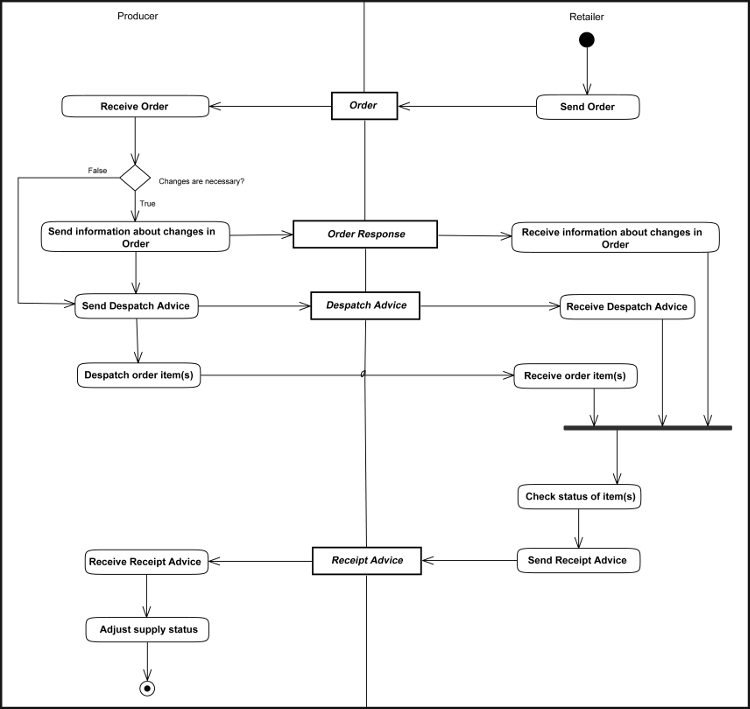 Producer
Retailer
Receive Order
Order
Send Order
False
Changes are necessary?
True
Send information about changes in
Order
Order Response
Receive information about changes in
Order
Send Despatch Advice
Despatch Advice
Receive Despatch Advice
Despatch order item(s)
Receive order item(s)
Check status of item(s)
Receive Receipt Advice
Receipt Advice
Send Receipt Advice
Adjust supply status